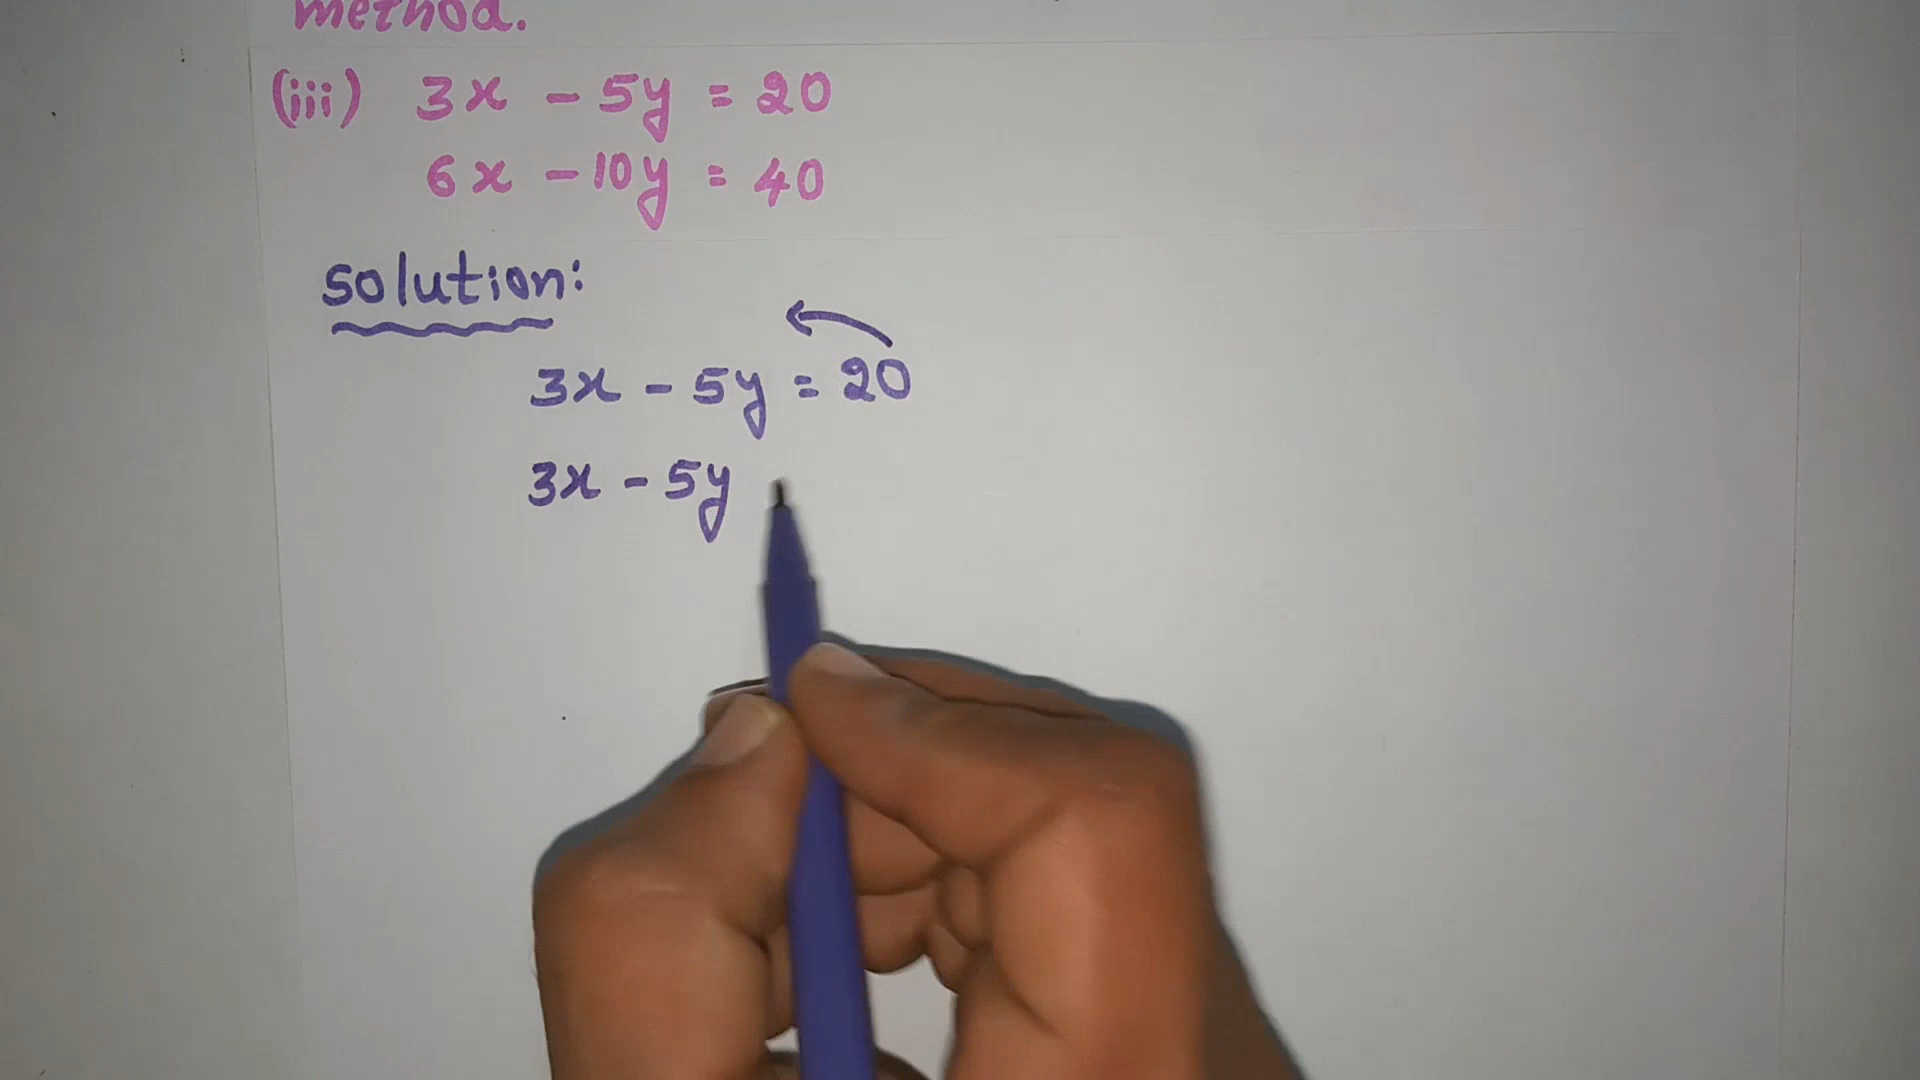 method.
(iii) 3x - 5y = 20
6x - 10y = 40
Solution:
3x - 5y = 20
3x - 5y